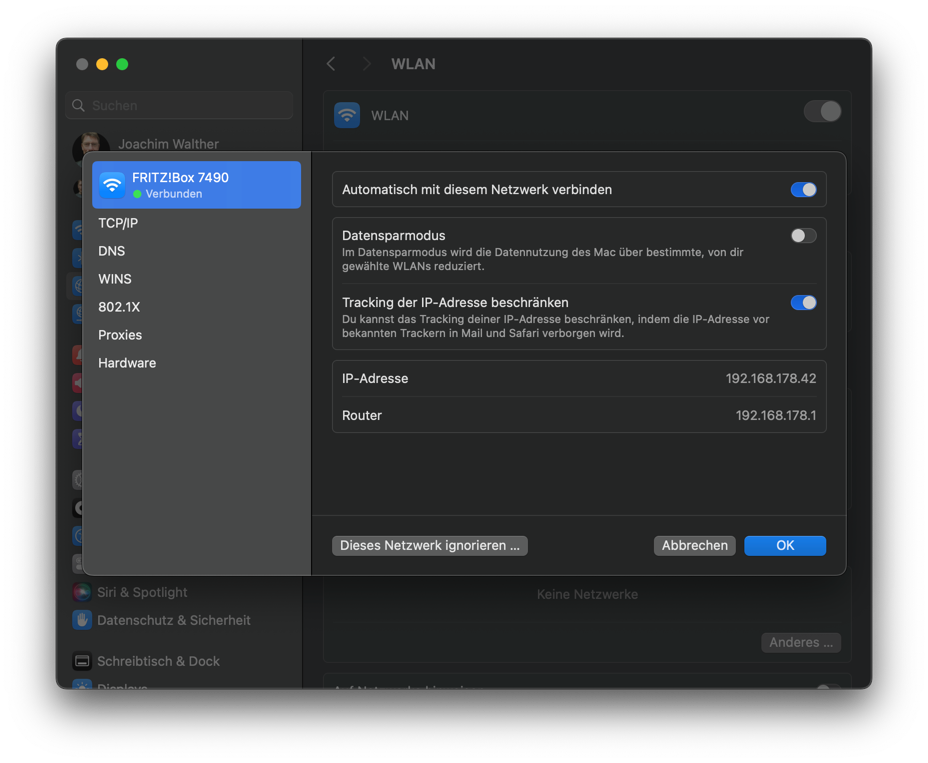 WLAN
Suchen
WLAN
Joachim Walther
FRITZ!Box 7490
Verbunden
TCP/IP
DNS
WINS
802.1X
Proxies
Hardware
Automatisch mit diesem Netzwerk verbinden
Datensparmodus
Im Datensparmodus wird die Datennutzung des Mac über bestimmte, von dir
gewählte WLANs reduziert.
Tracking der IP-Adresse beschränken
Du kannst das Tracking deiner IP-Adresse beschränken, indem die IP-Adresse vor
bekannten Trackern in Mail und Safari verborgen wird.
IP-Adresse 192.168.178.42
Router 192.168.178.1
Dieses Netzwerk ignorieren ... Abbrechen OK
Siri & Spotlight
Datenschutz & Sicherheit
Schreibtisch & Dock
Displays
Keine Netzwerke
Anderes ...